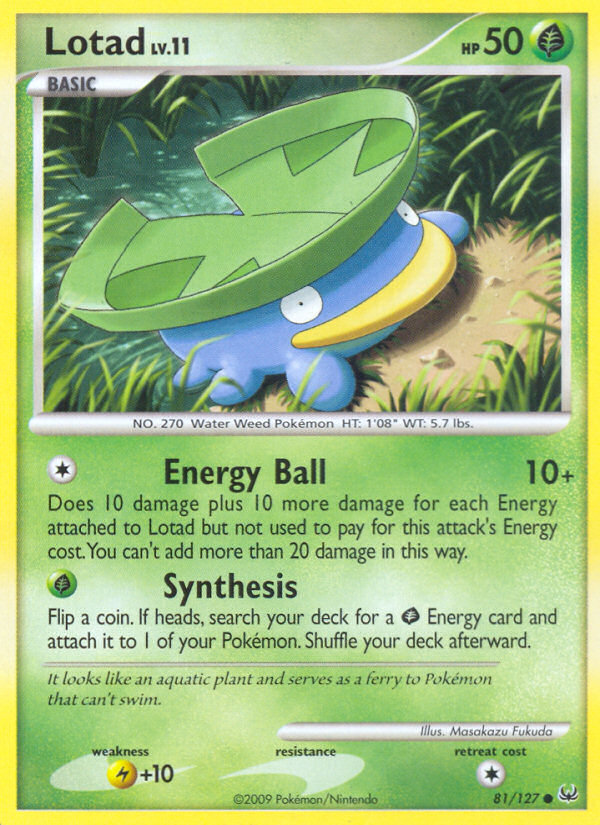 Lotad LV.11 HP 50
BASIC
NO. 270 Water Weed Pokémon HT: 1'08" WT: 5.7 lbs.
Energy Ball 10+
Does 10 damage plus 10 more damage for each Energy
attached to Lotad but not used to pay for this attack's Energy
cost. You can't add more than 20 damage in this way.
Synthesis
Flip a coin. If heads, search your deck for a Energy card and
attach it to 1 of your Pokémon. Shuffle your deck afterward.
It looks like an aquatic plant and serves as a ferry to Pokémon
that can't swim.
Illus. Masakazu Fukuda
weakness resistance retreat cost
+10
©2009 Pokémon/Nintendo 81/127